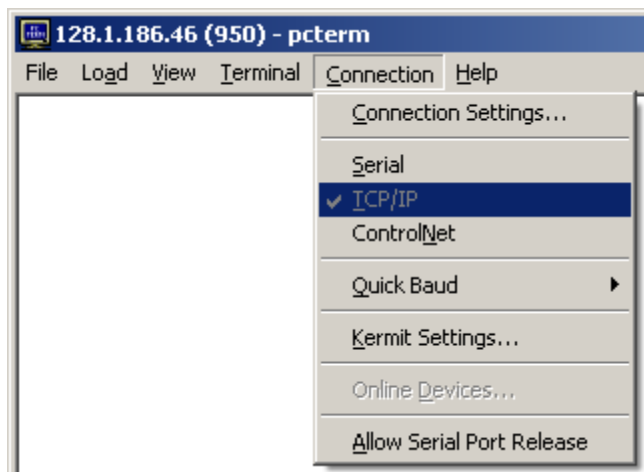 128.1.186.46 (950) - pcterm
File Load View Terminal Connection Help
Connection Settings...
Serial
TCP/IP
ControlNet
Quick Baud
Kermit Settings...
Online Devices...
Allow Serial Port Release